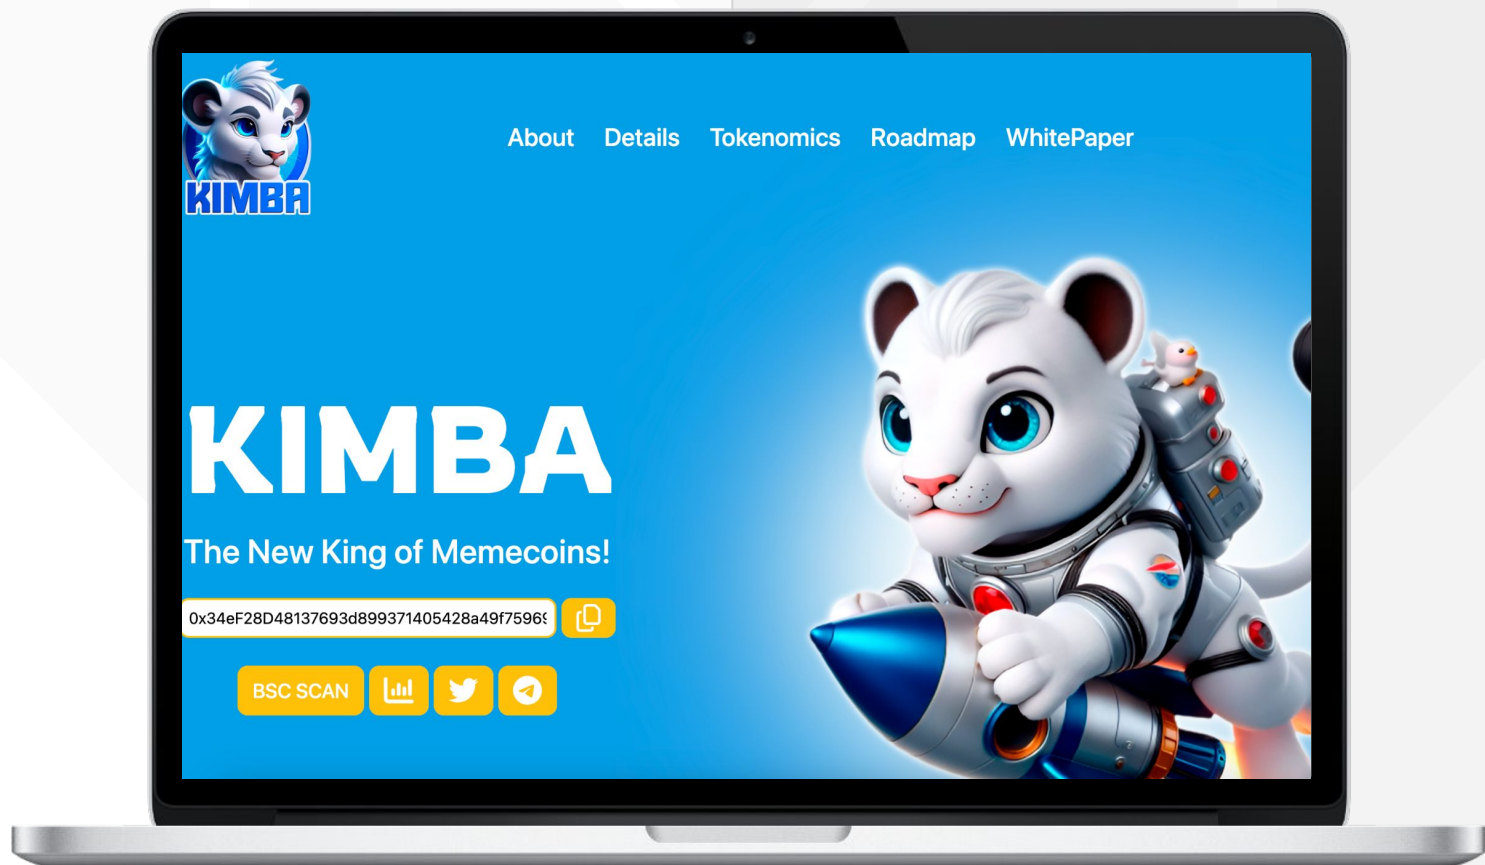 KIMBA
About Details Tokenomics Roadmap WhitePaper
KIMBA
The New King of Memecoins!
0x34eF28D48137693d899371405428a49f7596
BSC SCAN